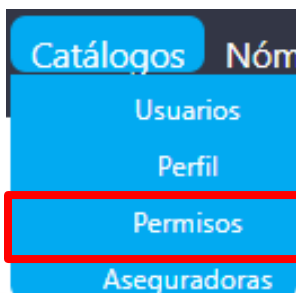 Catálogos Nóm
Usuarios
Perfil
Permisos
Aseguradoras